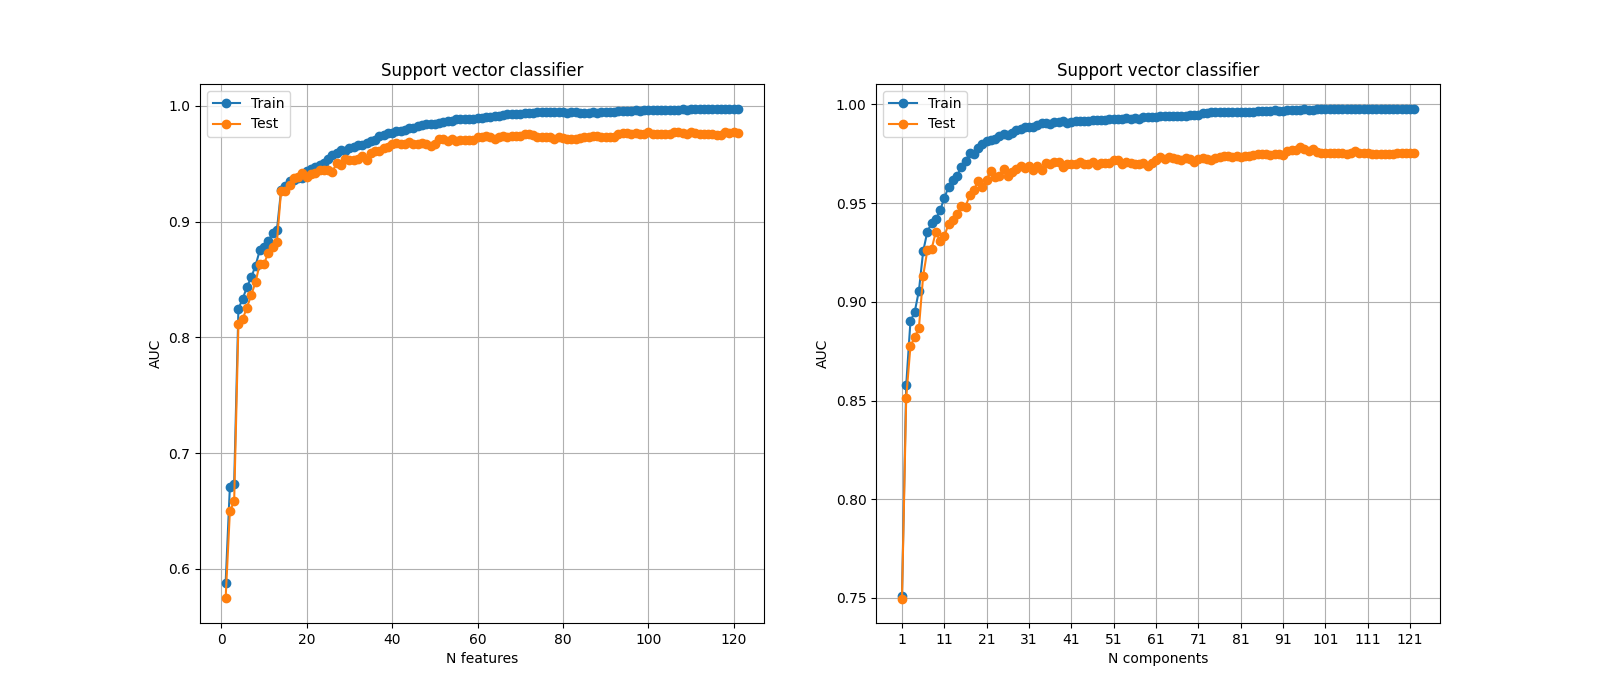 Support vector classifier
Train
Test
1.0
0.9
0.8
0.7
0.6
AUC
0 20 40 60 80 100 120
N features
Support vector classifier
Train
Test
1.00
0.95
0.90
0.85
0.80
0.75
AUC
1 11 21 31 41 51 61 71 81 91 101 111 121
N components